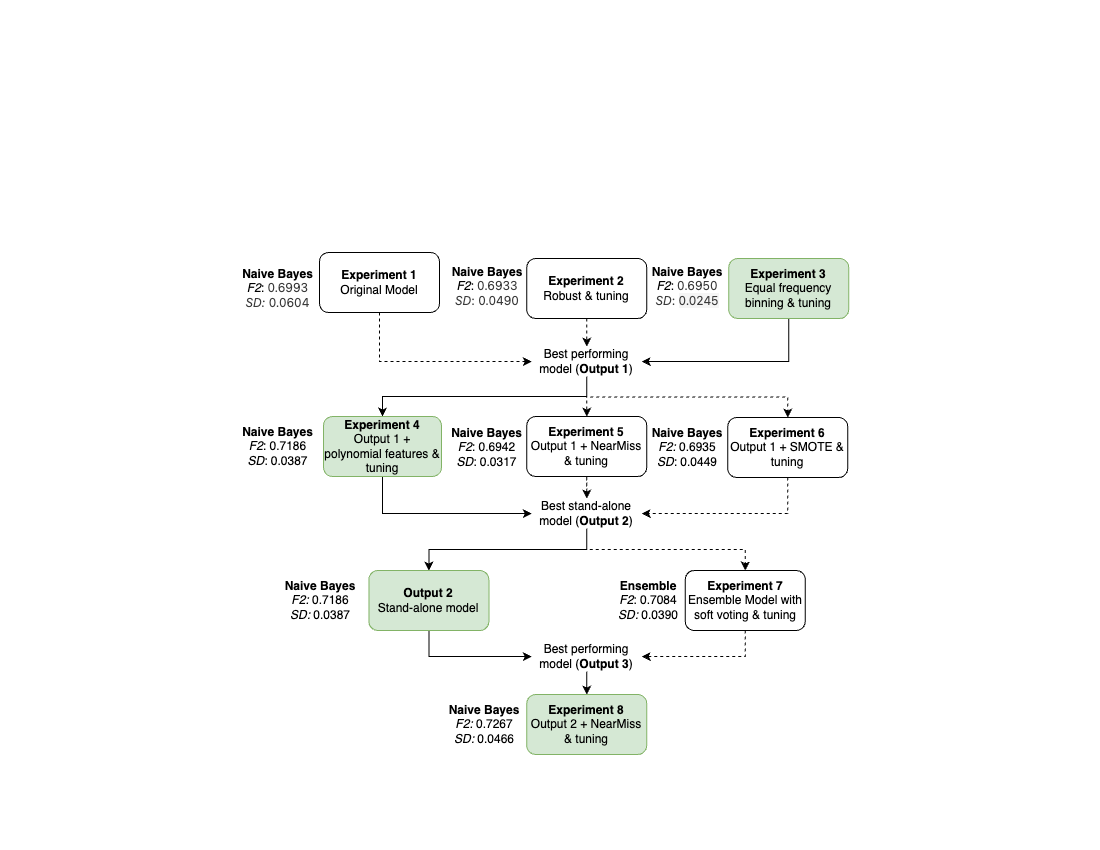 Naive Bayes
F2: 0.6993
SD: 0.0604
Experiment 1
Original Model
Naive Bayes
F2: 0.6933
SD: 0.0490
Experiment 2
Robust & tuning
Naive Bayes
F2: 0.6950
SD: 0.0245
Experiment 3
Equal frequency
binning & tuning
Best performing
model (Output 1)
Naive Bayes
F2: 0.7186
SD: 0.0387
Experiment 4
Output 1 +
polynomial features &
tuning
Naive Bayes
F2: 0.6942
SD: 0.0317
Experiment 5
Output 1 + NearMiss
& tuning
Naive Bayes
F2: 0.6935
SD: 0.0449
Experiment 6
Output 1 + SMOTE &
tuning
Best stand-alone
model (Output 2)
Naive Bayes
F2: 0.7186
SD: 0.0387
Output 2
Stand-alone model
Ensemble
F2: 0.7084
SD: 0.0390
Experiment 7
Ensemble Model with
soft voting & tuning
Best performing
model (Output 3)
Naive Bayes
F2: 0.7267
SD: 0.0466
Experiment 8
Output 2 + NearMiss
& tuning